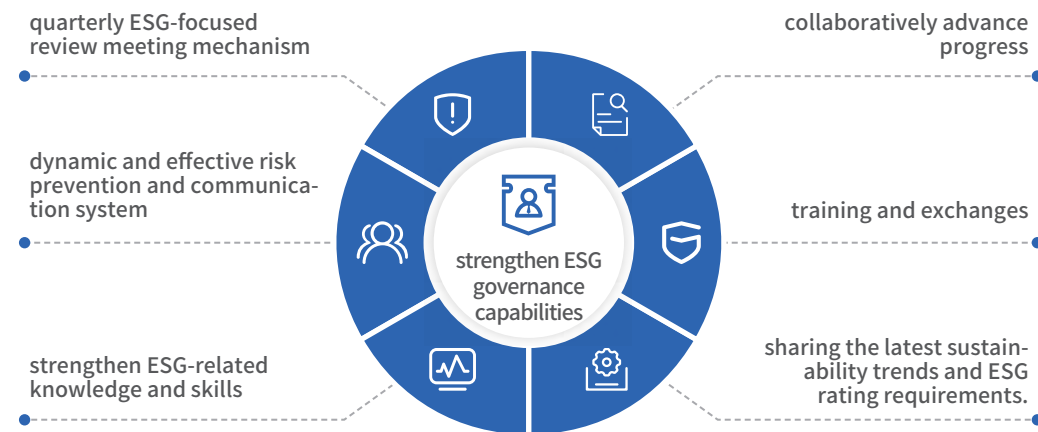 quarterly ESG-focused
review meeting mechanism
collaboratively advance
progress
dynamic and effective risk
prevention and communica-
tion system
training and exchanges
strengthen ESG
governance
capabilities
strengthen ESG-related
knowledge and skills
sharing the latest sustain-
ability trends and ESG
rating requirements.